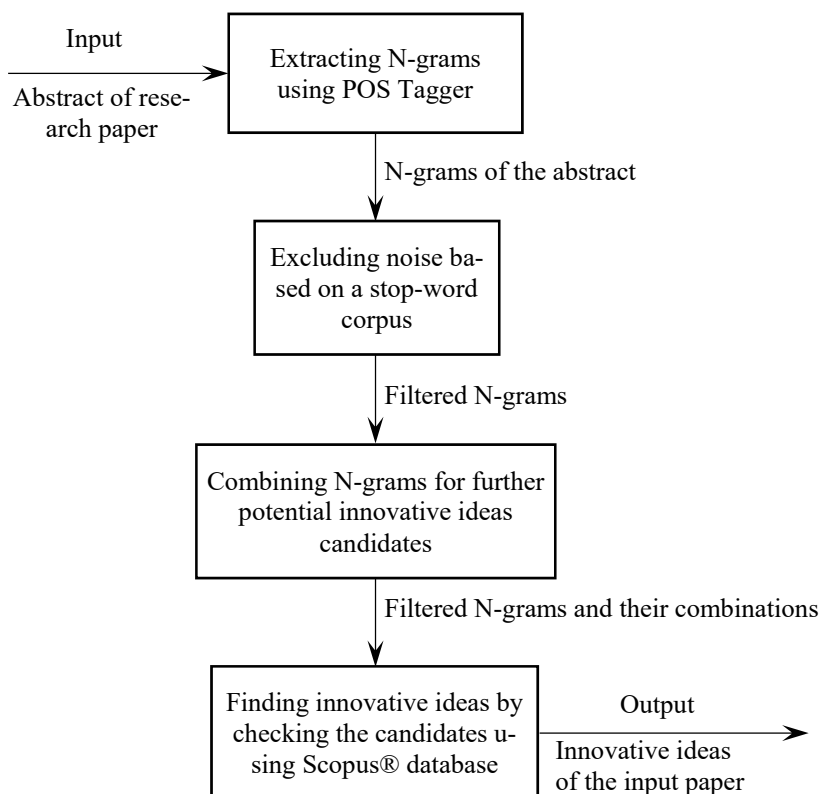 Input
Abstract of rese-
arch paper
Extracting N-grams
using POS Tagger
N-grams of the abstract
Excluding noise ba-
sed on a stop-word
corpus
Filtered N-grams
Combining N-grams for further
potential innovative ideas
candidates
Filtered N-grams and their combinations
Finding innovative ideas by
checking the candidates u-
sing Scopus® database
Output
Innovative ideas
of the input paper